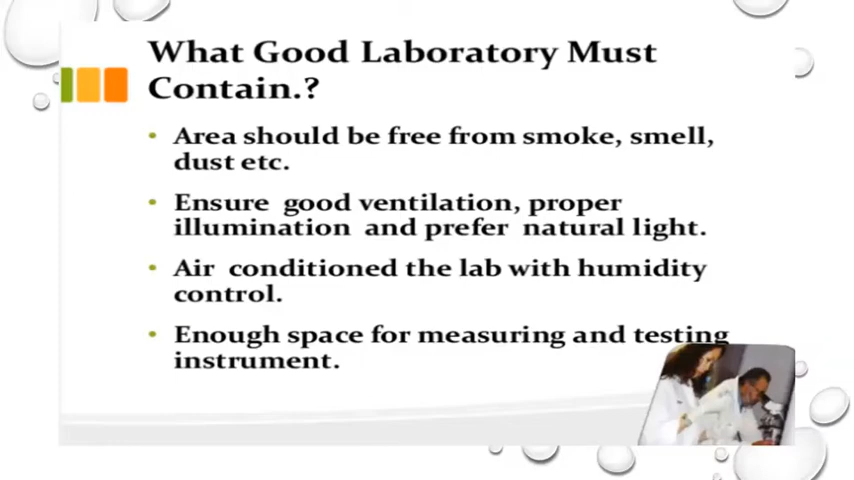 What Good Laboratory Must
Contain.?
• Area should be free from smoke, smell,
dust etc.
• Ensure good ventilation, proper
illumination and prefer natural light.
• Air conditioned the lab with humidity
control.
• Enough space for measuring and testing
instrument.